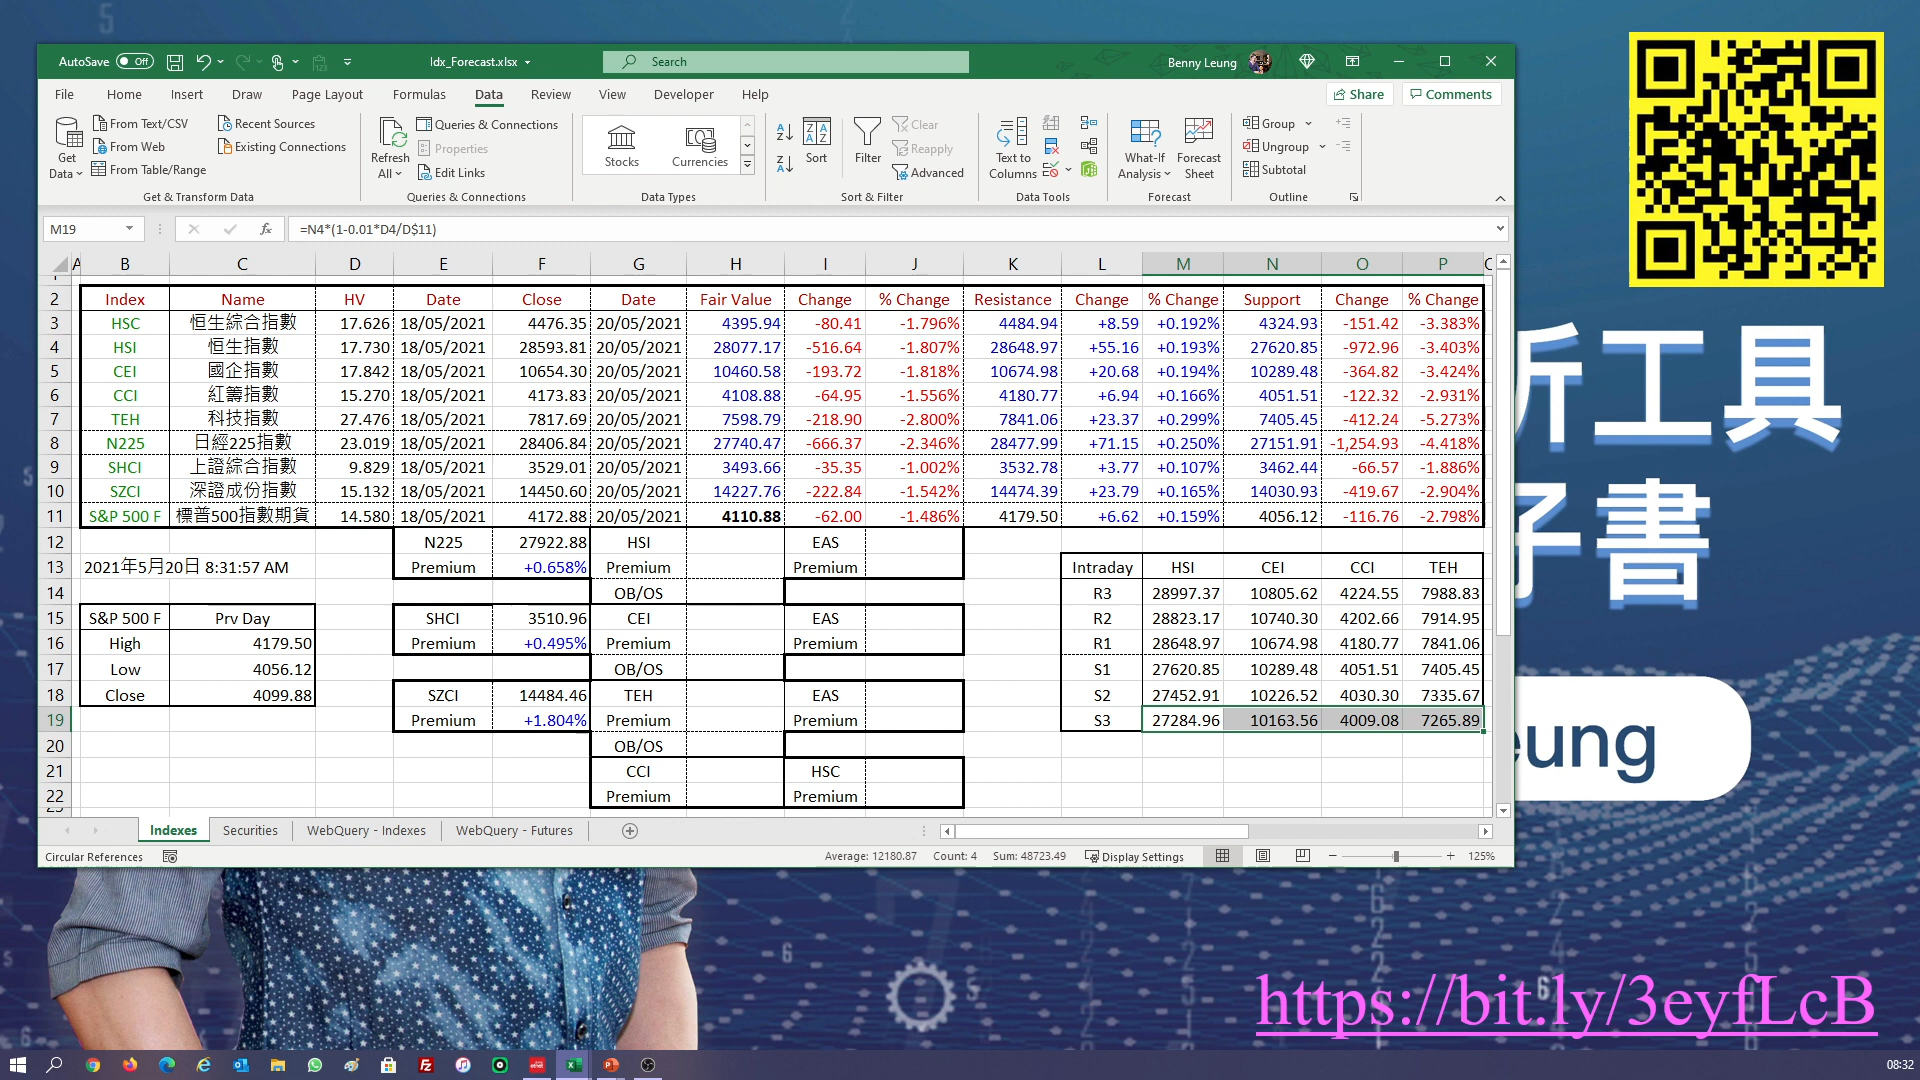 AutoSave Off Idx_Forecast.xlsx Search Benny Leung
File Home Insert Draw Page Layout Formulas Data Review View Developer Help Share Comments
Get Data From Text/CSV From Web From Table/Range Recent Sources Existing Connections
Refresh All Queries & Connections Properties Edit Links
Stocks Currencies
Sort Filter Clear Reapply Advanced
Text to Columns
What-If Analysis Forecast Sheet
Group Ungroup Subtotal
Get & Transform Data Queries & Connections Data Types Sort & Filter Data Tools Forecast Outline
M19 fx =N4*(1-0.01*D4/D$11)
A B C D E F G H I J K L M N O P
2 Index Name HV Date Close Date Fair Value Change % Change Resistance Change % Change Support Change % Change
3 HSC 恒生綜合指數 17.626 18/05/2021 4476.35 20/05/2021 4395.94 -80.41 -1.796% 4484.94 +8.59 +0.192% 4324.93 -151.42 -3.383%
4 HSI 恒生指數 17.730 18/05/2021 28593.81 20/05/2021 28077.17 -516.64 -1.807% 28648.97 +55.16 +0.193% 27620.85 -972.96 -3.403%
5 CEI 國企指數 17.842 18/05/2021 10654.30 20/05/2021 10460.58 -193.72 -1.818% 10674.98 +20.68 +0.194% 10289.48 -364.82 -3.424%
6 CCI 紅籌指數 15.270 18/05/2021 4173.83 20/05/2021 4108.88 -64.95 -1.556% 4180.77 +6.94 +0.166% 4051.51 -122.32 -2.931%
7 TEH 科技指數 27.476 18/05/2021 7817.69 20/05/2021 7598.79 -218.90 -2.800% 7841.06 +23.37 +0.299% 7405.45 -412.24 -5.273%
8 N225 日經225指數 23.019 18/05/2021 28406.84 20/05/2021 27740.47 -666.37 -2.346% 28477.99 +71.15 +0.250% 27151.91 -1,254.93 -4.418%
9 SHCI 上證綜合指數 9.829 18/05/2021 3529.01 20/05/2021 3493.66 -35.35 -1.002% 3532.78 +3.77 +0.107% 3462.44 -66.57 -1.886%
10 SZCI 深證成份指數 15.132 18/05/2021 14450.60 20/05/2021 14227.76 -222.84 -1.542% 14474.39 +23.79 +0.165% 14030.93 -419.67 -2.904%
11 S&P 500 F 標普500指數期貨 14.580 18/05/2021 4172.88 20/05/2021 4110.88 -62.00 -1.486% 4179.50 +6.62 +0.159% 4056.12 -116.76 -2.798%
12 N225 27922.88 HSI EAS
13 2021年5月20日 8:31:57 AM Premium +0.658% Premium Premium Intraday HSI CEI CCI TEH
14 OB/OS R3 28997.37 10805.62 4224.55 7988.83
15 S&P 500 F Prv Day SHCI 3510.96 CEI EAS R2 28823.17 10740.30 4202.66 7914.95
16 High 4179.50 Premium +0.495% Premium Premium R1 28648.97 10674.98 4180.77 7841.06
17 Low 4056.12 OB/OS S1 27620.85 10289.48 4051.51 7405.45
18 Close 4099.88 SZCI 14484.46 TEH EAS S2 27452.91 10226.52 4030.30 7335.67
19 Premium +1.804% Premium Premium S3 27284.96 10163.56 4009.08 7265.89
20 OB/OS
21 CCI HSC
22 Premium Premium
Indexes Securities WebQuery - Indexes WebQuery - Futures
Circular References Average: 12180.87 Count: 4 Sum: 48723.49 Display Settings 125%
工具
書
eung
https://bit.ly/3eyfLcB
08:32